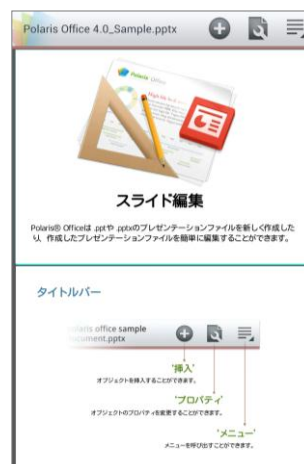 Polaris Office 4.0_Sample.pptx
Polaris Office
スライド編集
Polaris® Officeは .pptや .pptxのプレゼンテーションファイルを新しく作成した
り、作成したプレゼンテーションファイルを簡単に編集することができます。
タイトルバー
aris office sample
ocument.pptx
'挿入'
オブジェクトを挿入することができます。
'プロパティ'
オブジェクトのプロパティを変更することができます。
'メニュー'
メニューを呼び出すことができます。